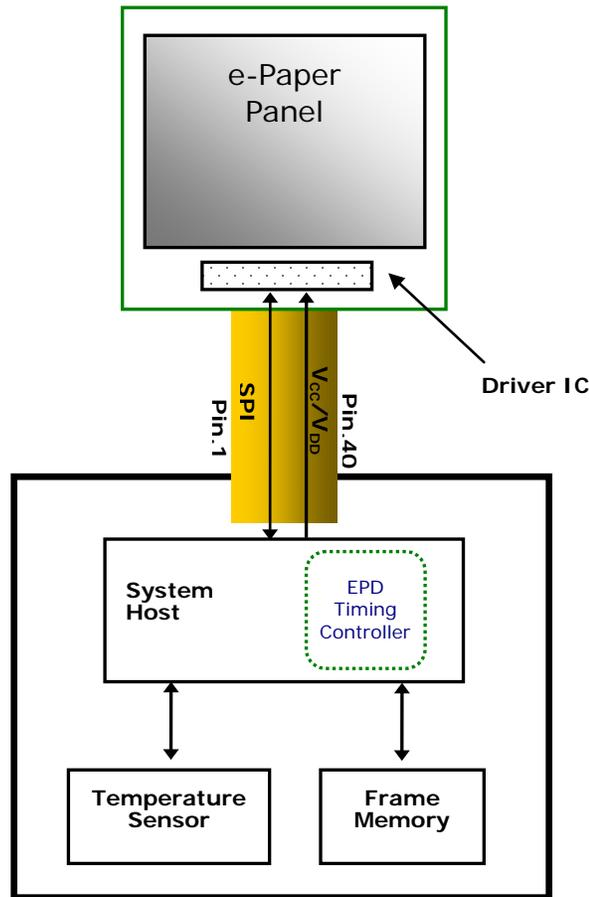 e-Paper
Panel
Driver IC
Pin.1
SPI
VCC/VDD
Pin.40
System
Host
EPD
Timing
Controller
Temperature
Sensor
Frame
Memory